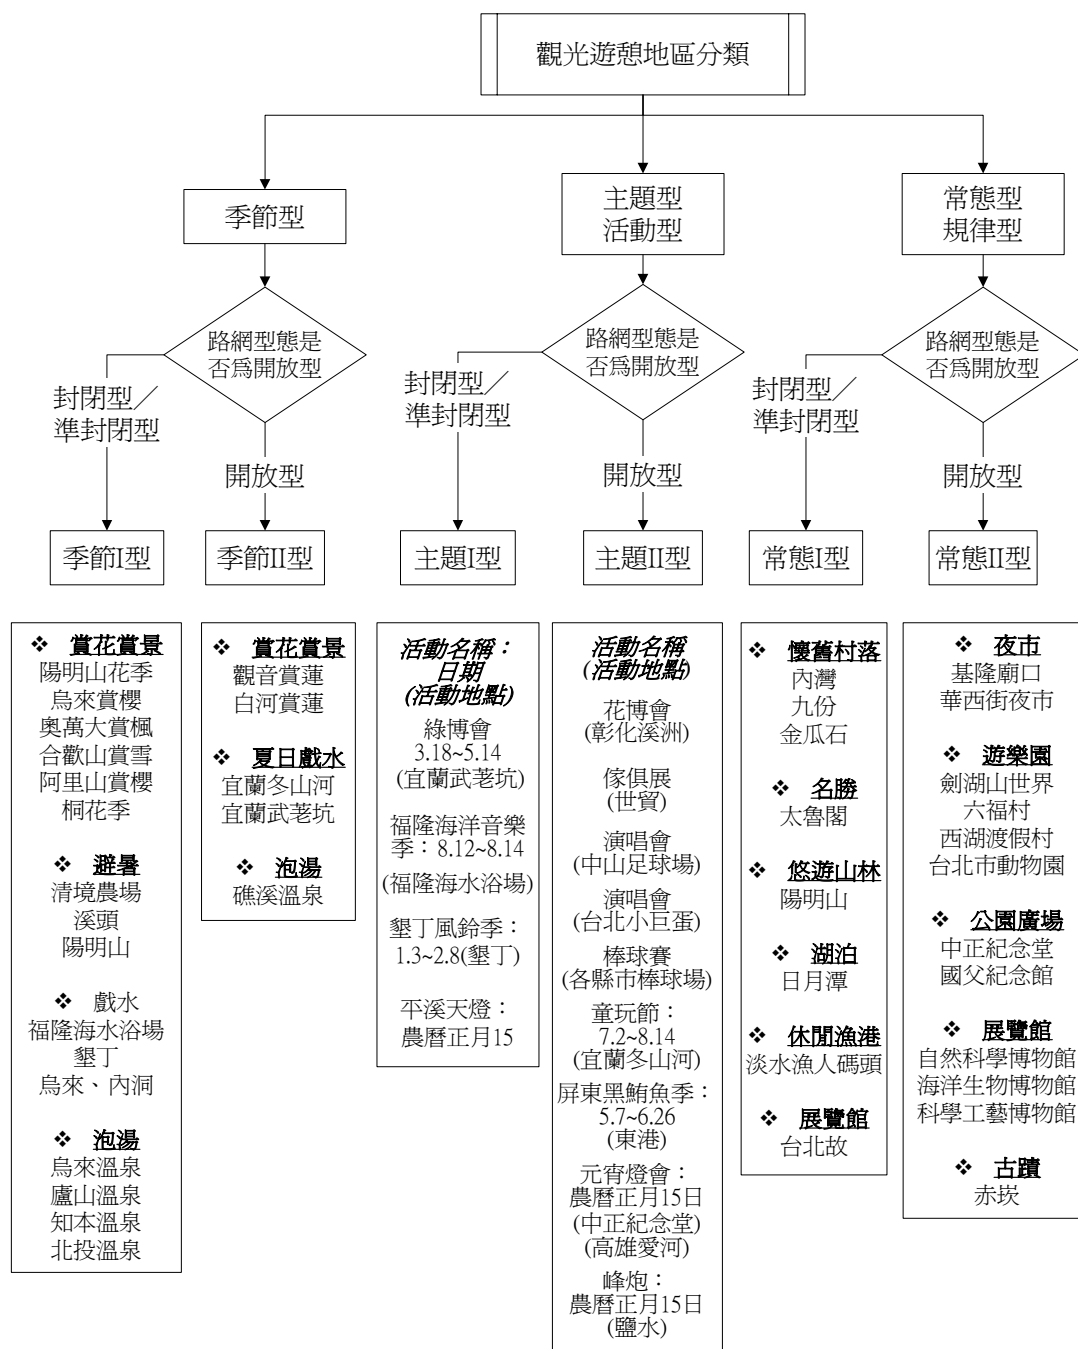 觀光遊憩地區分類
季節型
主題型
活動型
常態型
規律型
路網型態是
否為開放型
路網型態是
否為開放型
路網型態是
否為開放型
封閉型／
準封閉型
開放型
封閉型／
準封閉型
開放型
封閉型／
準封閉型
開放型
季節I型
季節II型
主題I型
主題II型
常態I型
常態II型
❖ 賞花賞景
陽明山花季
烏來賞櫻
奧萬大賞楓
合歡山賞雪
阿里山賞櫻
桐花季
❖ 避暑
清境農場
溪頭
陽明山
❖ 戲水
福隆海水浴場
墾丁
烏來、內洞
❖ 泡湯
烏來溫泉
廬山溫泉
知本溫泉
北投溫泉
❖ 賞花賞景
觀音賞蓮
白河賞蓮
❖ 夏日戲水
宜蘭冬山河
宜蘭武荖坑
❖ 泡湯
礁溪溫泉
活動名稱：
日期
(活動地點)
綠博會
3.18~5.14
(宜蘭武荖坑)
福隆海洋音樂
季：8.12~8.14
(福隆海水浴場)
墾丁風鈴季：
1.3~2.8(墾丁)
平溪天燈：
農曆正月15
活動名稱
(活動地點)
花博會
(彰化溪洲)
傢俱展
(世貿)
演唱會
(中山足球場)
演唱會
(台北小巨蛋)
棒球賽
(各縣市棒球場)
童玩節：
7.2~8.14
(宜蘭冬山河)
屏東黑鮪魚季：
5.7~6.26
(東港)
元宵燈會：
農曆正月15日
(中正紀念堂)
(高雄愛河)
峰炮：
農曆正月15日
(鹽水)
❖ 懷舊村落
內灣
九份
金瓜石
❖ 名勝
太魯閣
❖ 悠遊山林
陽明山
❖ 湖泊
日月潭
❖ 休閒漁港
淡水漁人碼頭
❖ 展覽館
台北故
❖ 夜市
基隆廟口
華西街夜市
❖ 遊樂園
劍湖山世界
六福村
西湖渡假村
台北市動物園
❖ 公園廣場
中正紀念堂
國父紀念館
❖ 展覽館
自然科學博物館
海洋生物博物館
科學工藝博物館
❖ 古蹟
赤崁